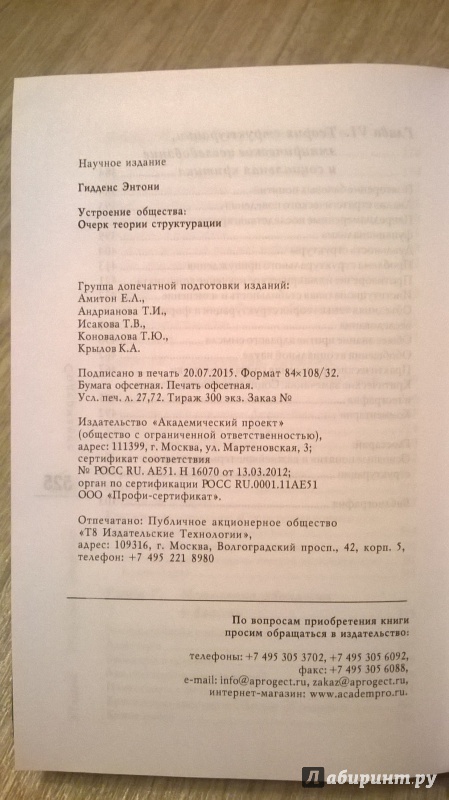 Научное издание
Гидденс Энтони
Устроение общества:
Очерк теории структурации
Группа допечатной подготовки изданий:
Амитон Е.Л.,
Андрианова Т.И.,
Исакова Т.В.,
Коновалова Т.Ю.,
Крылов К.А.
Подписано в печать 20.07.2015. Формат 84×108/32.
Бумага офсетная. Печать офсетная.
Усл. печ. л. 27,72. Тираж 300 экз. Заказ №
Издательство «Академический проект»
(общество с ограниченной ответственностью),
адрес: 111399, г. Москва, ул. Мартеновская, 3;
сертификат соответствия
№ РОСС RU. АЕ51. Н 16070 от 13.03.2012;
орган по сертификации РОСС RU.0001.11АЕ51
ООО «Профи-сертификат».
Отпечатано: Публичное акционерное общество
«Т8 Издательские Технологии»,
адрес: 109316, г. Москва, Волгоградский просп., 42, корп. 5,
телефон: +7 495 221 8980
По вопросам приобретения книги
просим обращаться в издательство:
телефоны: +7 495 305 3702, +7 495 305 6092,
факс: +7 495 305 6088,
e-mail: info@aprogect.ru, zakaz@aprogect.ru,
интернет-магазин: www.academpro.ru.
Лабиринт.ру